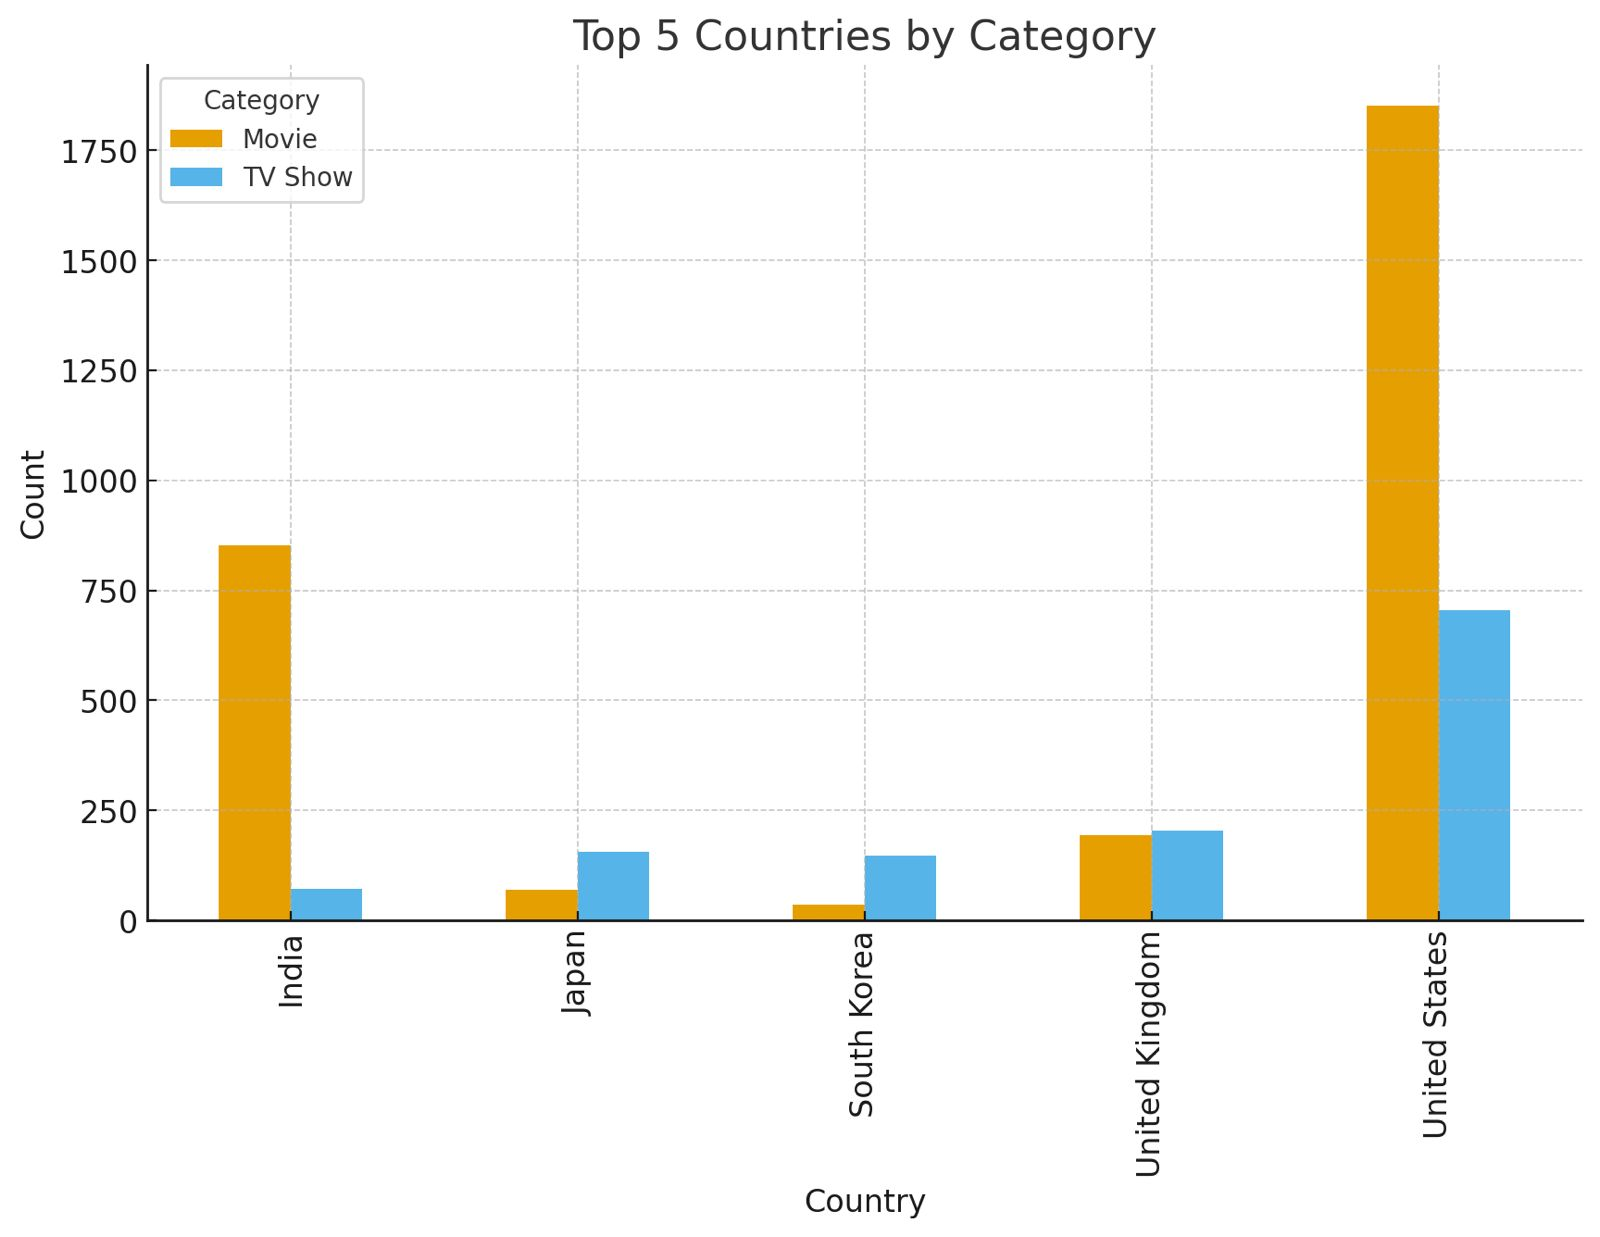 Top 5 Countries by Category
Category
Movie
TV Show
Count
1750
1500
1250
1000
750
500
250
0
India
Japan
South Korea
United Kingdom
United States
Country